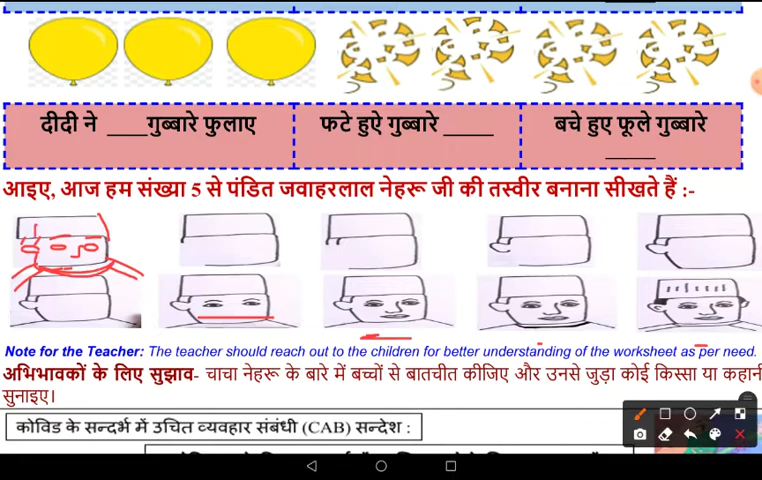 दीदी ने ____गुब्बारे फुलाए
फटे हुऐ गुब्बारे _____
बचे हुए फूले गुब्बारे _____
आइए, आज हम संख्या 5 से पंडित जवाहरलाल नेहरू जी की तस्वीर बनाना सीखते हैं :-
Note for the Teacher: The teacher should reach out to the children for better understanding of the worksheet as per need.
अभिभावकों के लिए सुझाव- चाचा नेहरू के बारे में बच्चों से बातचीत कीजिए और उनसे जुड़ा कोई किस्सा या कहानी
सुनाइए।
कोविड के सन्दर्भ में उचित व्यवहार संबंधी (CAB) सन्देश :